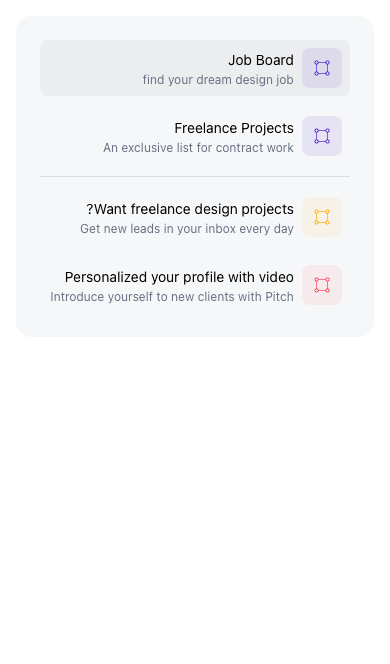 Job Board
find your dream design job
Freelance Projects
An exclusive list for contract work
?Want freelance design projects
Get new leads in your inbox every day
Personalized your profile with video
Introduce yourself to new clients with Pitch